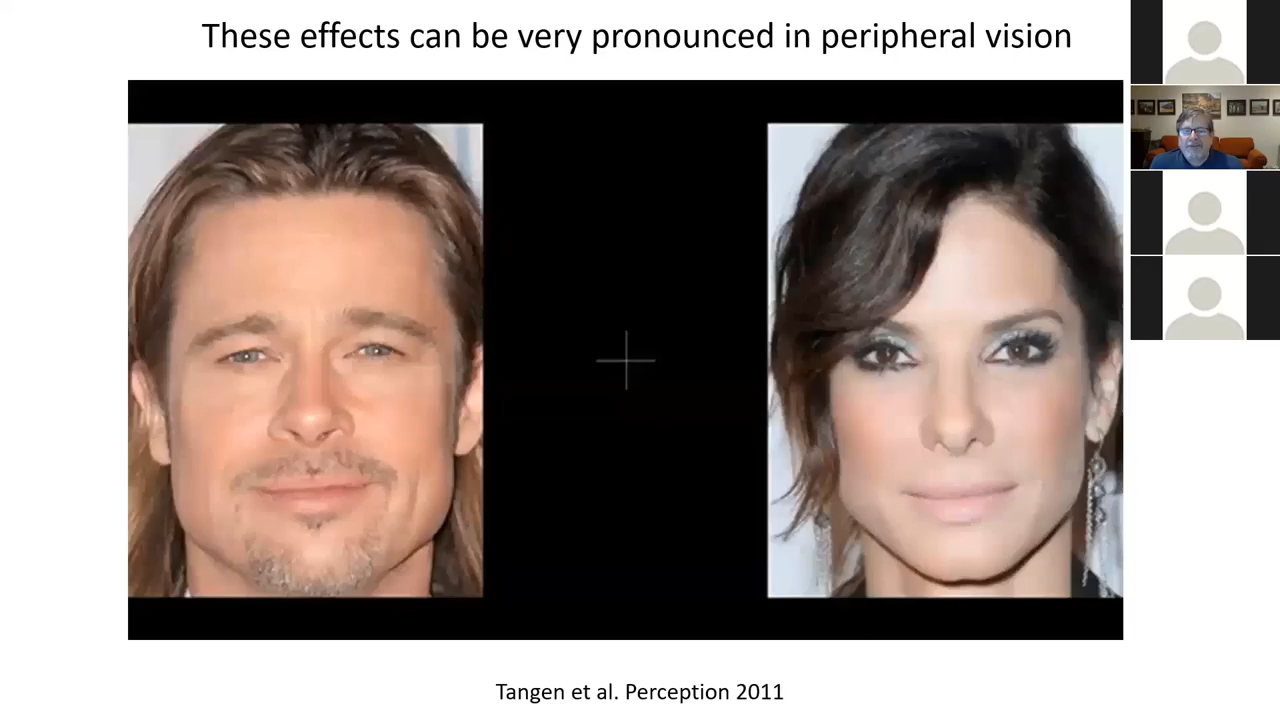 These effects can be very pronounced in peripheral vision
Tangen et al. Perception 2011